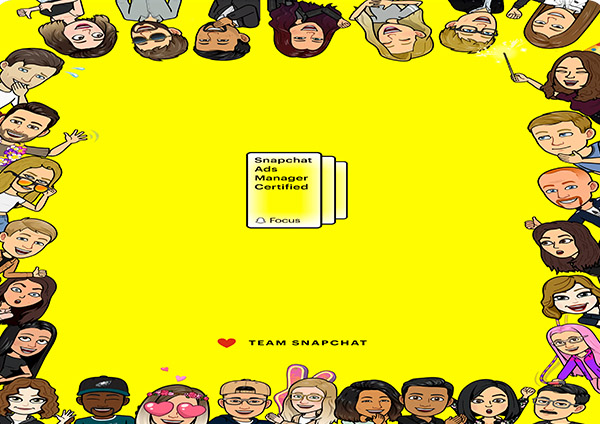 Snapchat
Ads
Manager
Certified
Focus
TEAM SNAPCHAT